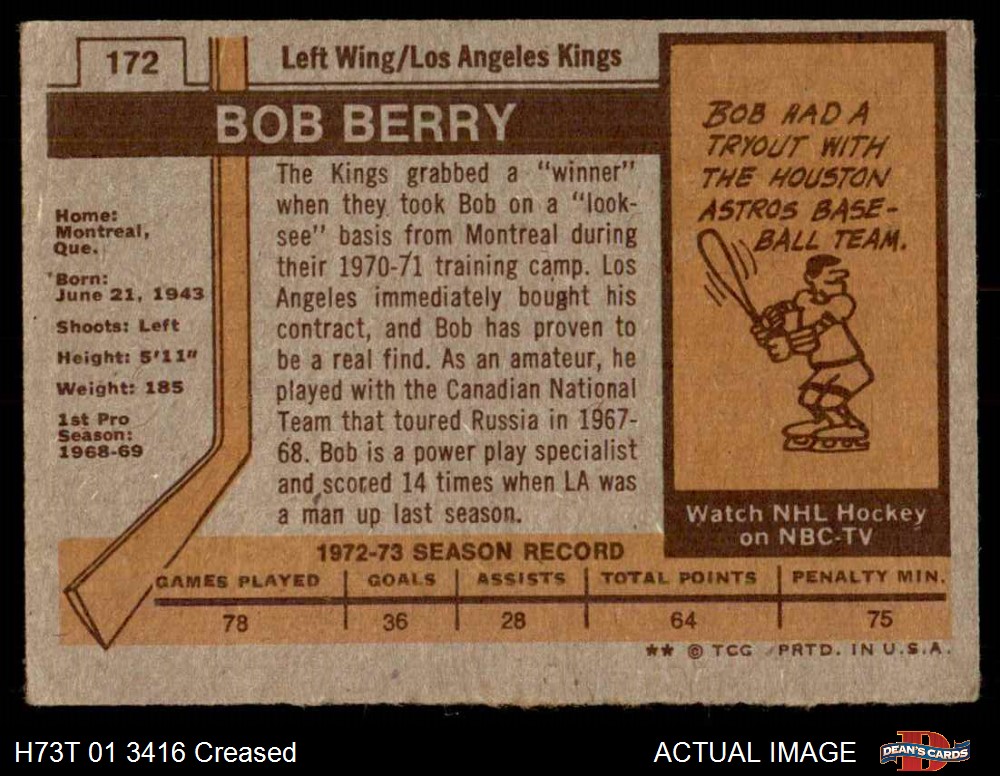 172
Left Wing/Los Angeles Kings
BOB BERRY
Home:
Montreal,
Que.
Born:
June 21, 1943
Shoots: Left
Height: 5'11"
Weight: 185
1st Pro
Season:
1968-69
The Kings grabbed a "winner"
when they took Bob on a "look-
see" basis from Montreal during
their 1970-71 training camp. Los
Angeles immediately bought his
contract, and Bob has proven to
be a real find. As an amateur, he
played with the Canadian National
Team that toured Russia in 1967-
68. Bob is a power play specialist
and scored 14 times when LA was
a man up last season.
BOB HAD A
TRYOUT WITH
THE HOUSTON
ASTROS BASE-
BALL TEAM.
Watch NHL Hockey
on NBC-TV
1972-73 SEASON RECORD
GAMES PLAYED GOALS ASSISTS TOTAL POINTS PENALTY MIN.
78 36 28 64 75
** © TCG PRTD. IN U.S.A.
H73T 01 3416 Creased
ACTUAL IMAGE
D
DEAN'S CARDS